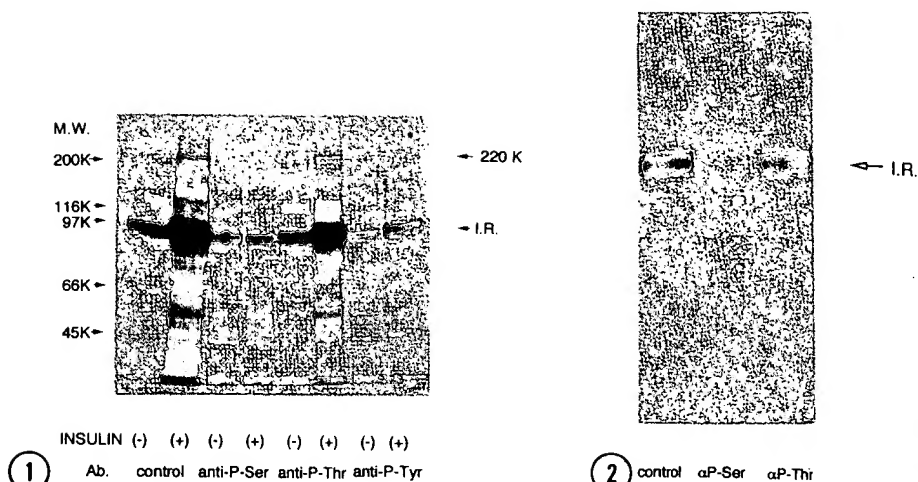 M.W.
200K
220 K
116K
97K
I.R.
66K
45K
INSULIN (-) (+) (-) (+) (-) (+) (-) (+)
1 Ab. control anti-P-Ser anti-P-Thr anti-P-Tyr
I.R.
2 control αP-Ser αP-Thr